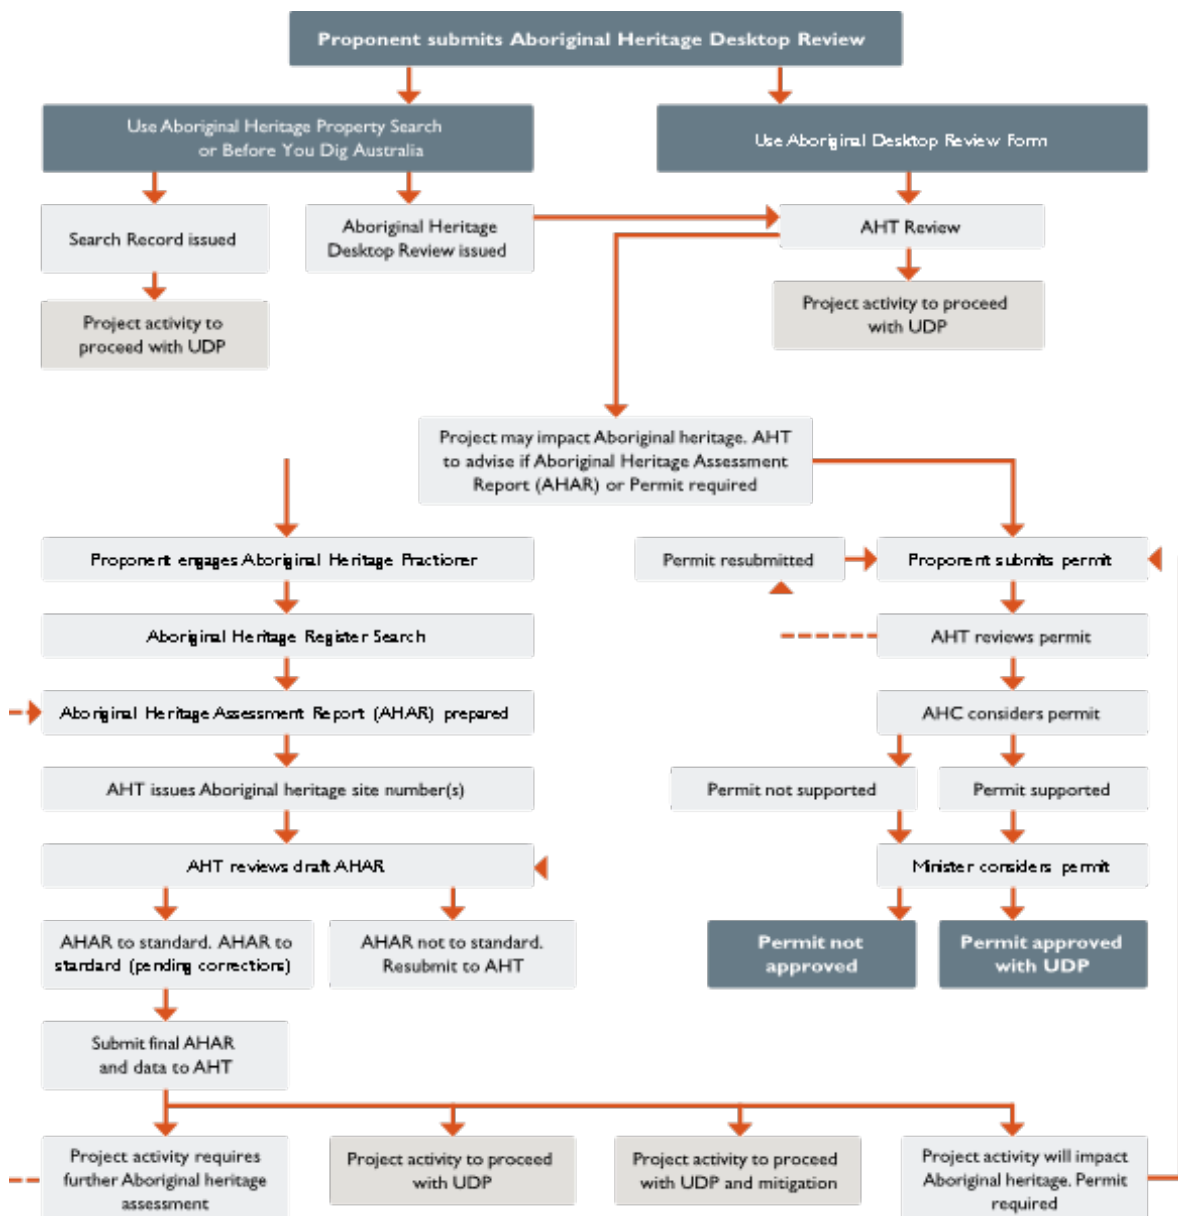 Proponent submits Aboriginal Heritage Desktop Review
Use Aboriginal Heritage Property Search
or Before You Dig Australia
Use Aboriginal Desktop Review Form
Search Record issued
Aboriginal Heritage
Desktop Review issued
AHT Review
Project activity to
proceed with UDP
Project activity to proceed
with UDP
Project may impact Aboriginal heritage. AHT
to advise if Aboriginal Heritage Assessment
Report (AHAR) or Permit required
Proponent engages Aboriginal Heritage Practioner
Permit resubmitted
Proponent submits permit
Aboriginal Heritage Register Search
AHT reviews permit
Aboriginal Heritage Assessment Report (AHAR) prepared
AHC considers permit
AHT issues Aboriginal heritage site number(s)
Permit not supported
Permit supported
AHT reviews draft AHAR
Minister considers permit
AHAR to standard. AHAR to
standard (pending corrections)
AHAR not to standard.
Resubmit to AHT
Permit not
approved
Permit approved
with UDP
Submit final AHAR
and data to AHT
Project activity requires
further Aboriginal heritage
assessment
Project activity to proceed
with UDP
Project activity to proceed
with UDP and mitigation
Project activity will impact
Aboriginal heritage. Permit
required